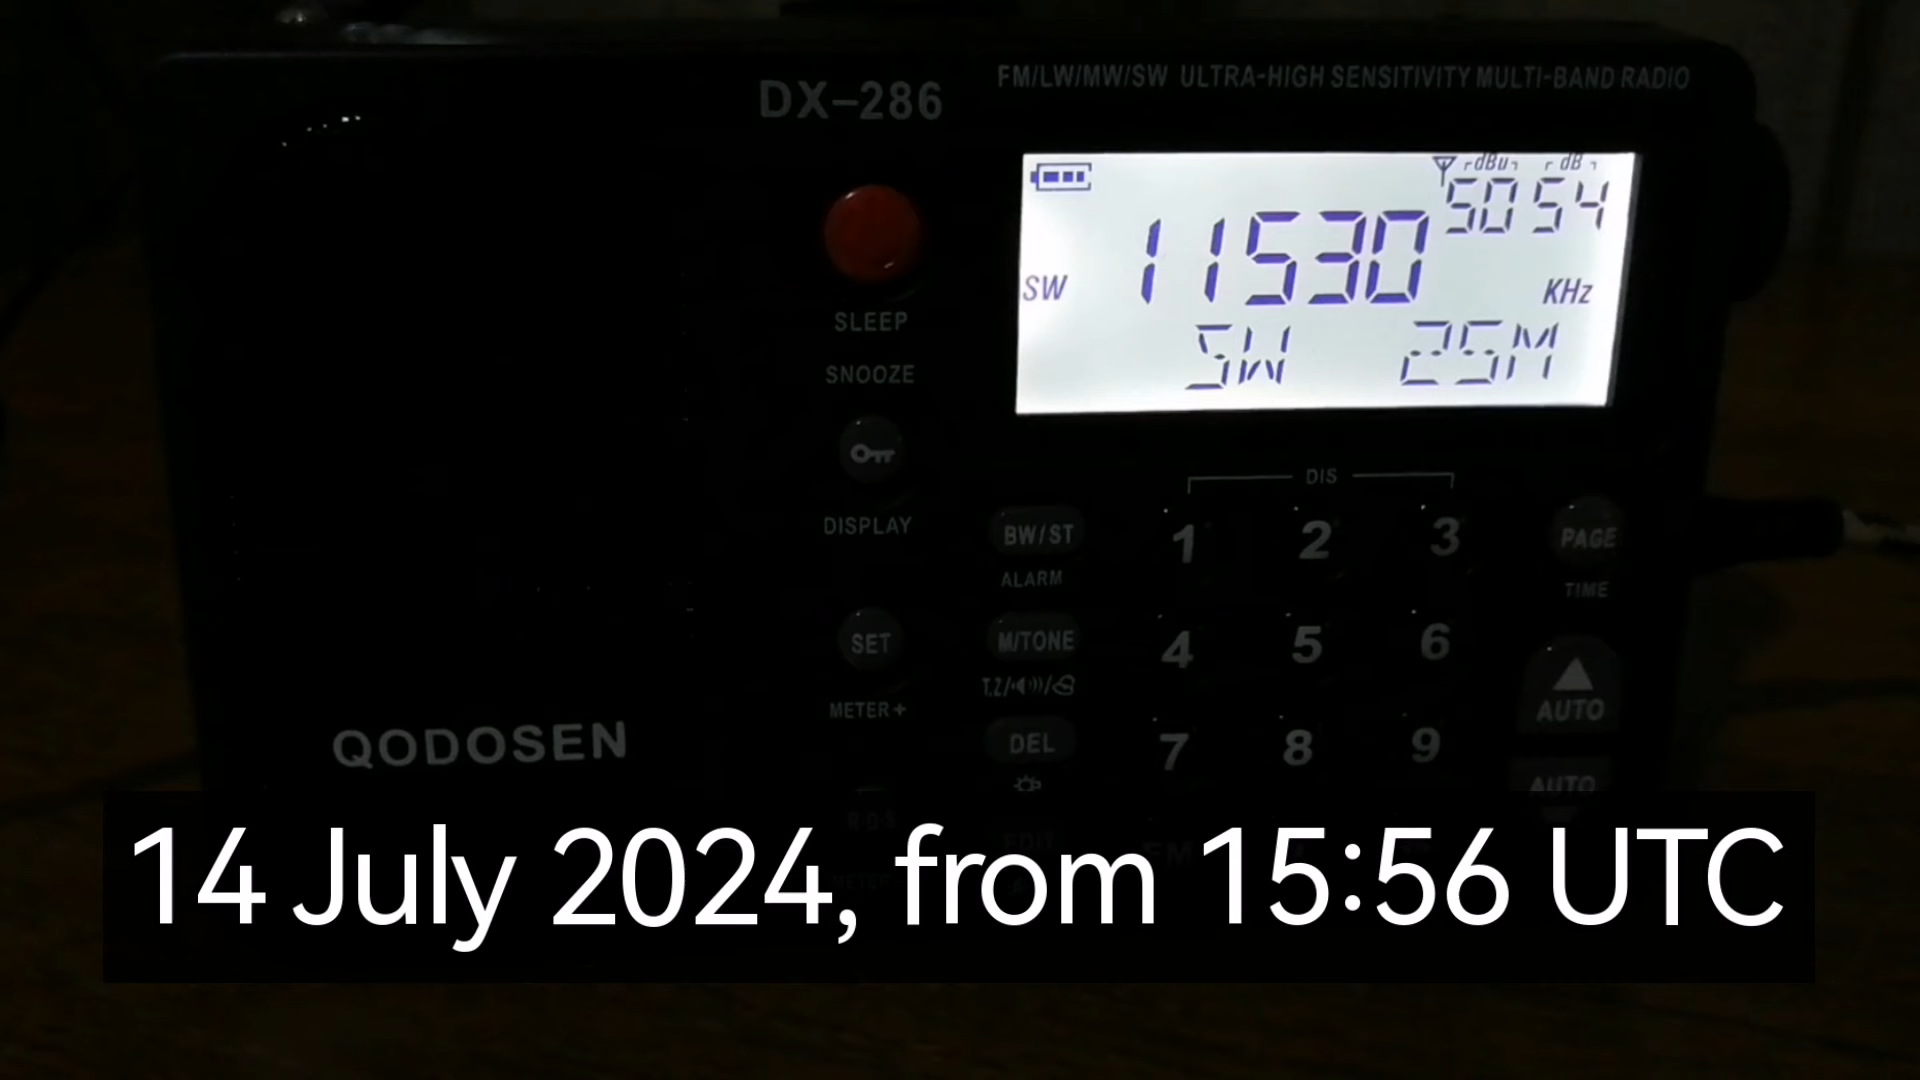 DX-286
FM/LW/MW/SW ULTRA-HIGH SENSITIVITY MULTI-BAND RADIO
dBu dB
50 54
11530
SW
KHz
SW 25M
SLEEP
SNOOZE
DISPLAY
DIS
BW/ST
1 2 3
PAGE
ALARM
TIME
SET
M/TONE
4 5 6
T.Z/
METER+
AUTO
DEL
7 8 9
QODOSEN
AUTO
R.D.S
EDIT
METER-
14 July 2024, from 15:56 UTC